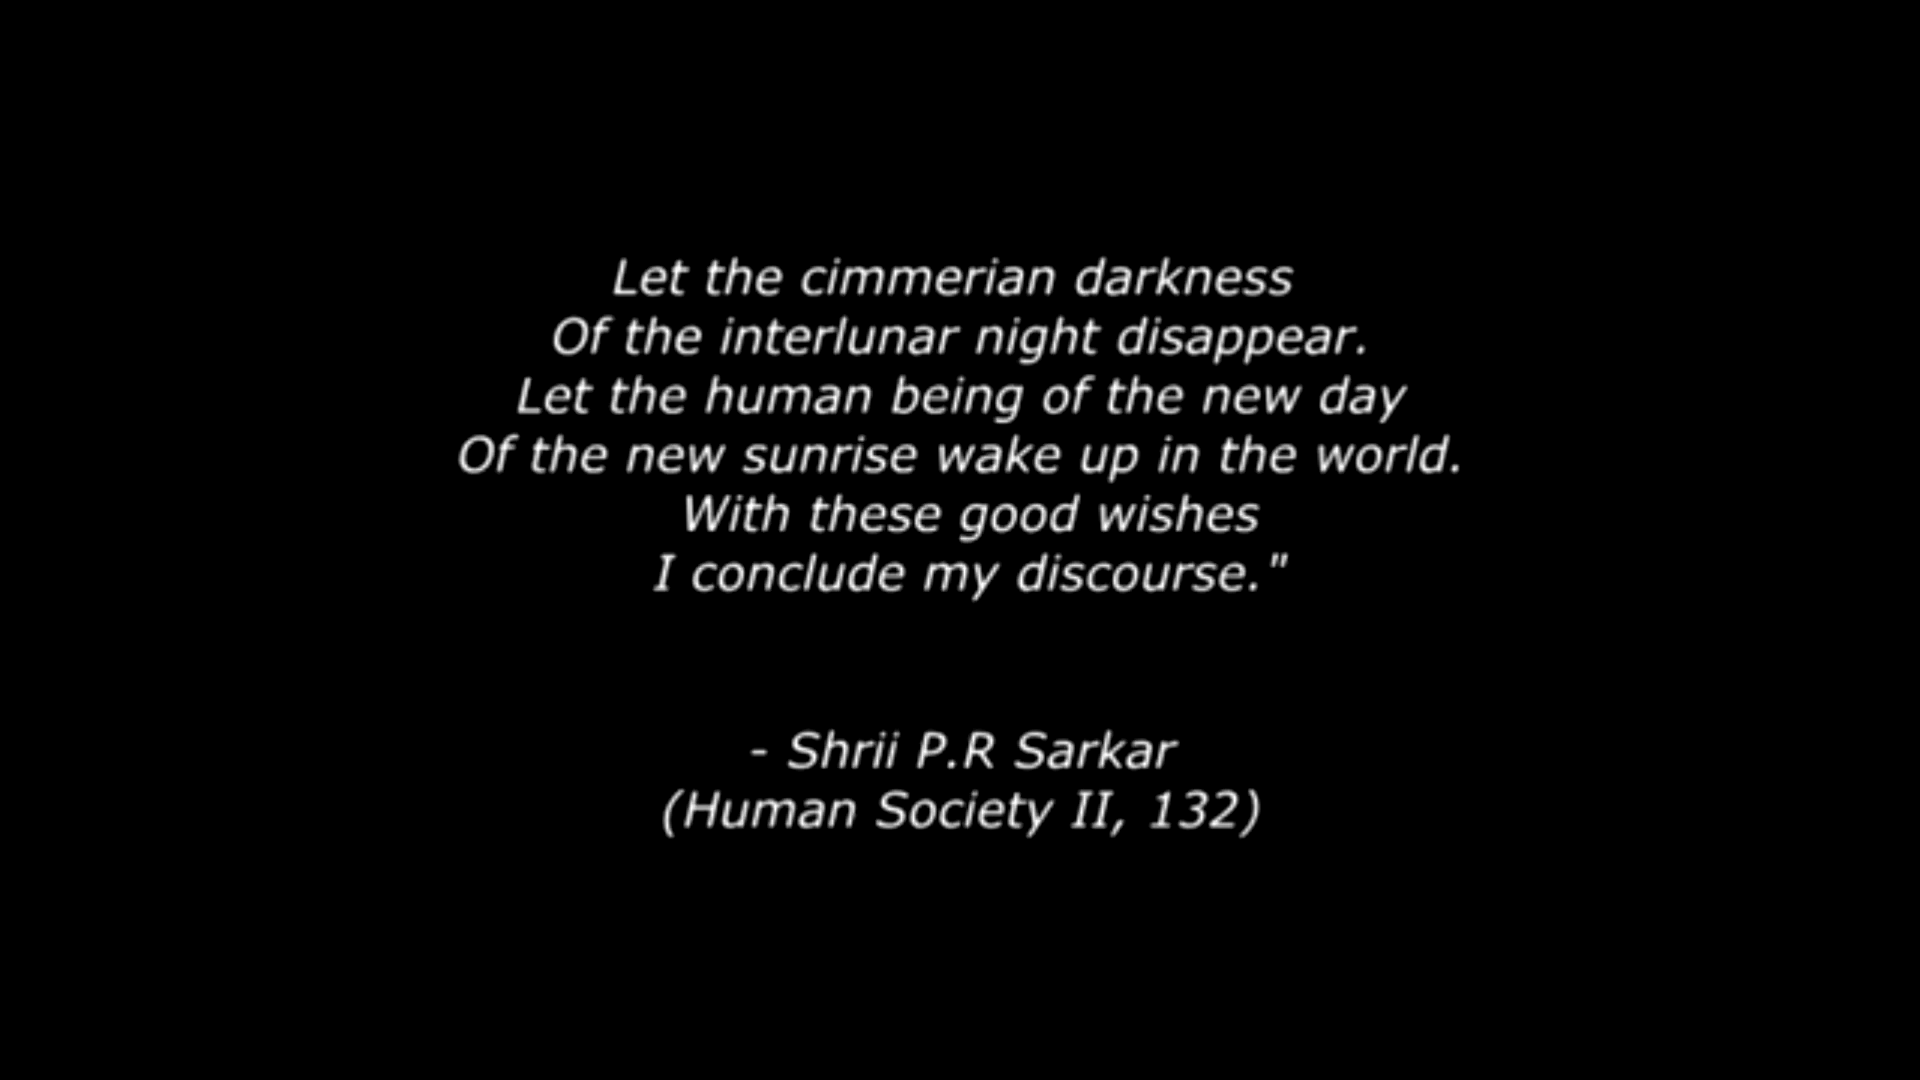 Let the cimmerian darkness
Of the interlunar night disappear.
Let the human being of the new day
Of the new sunrise wake up in the world.
With these good wishes
I conclude my discourse."
- Shrii P.R Sarkar
(Human Society II, 132)